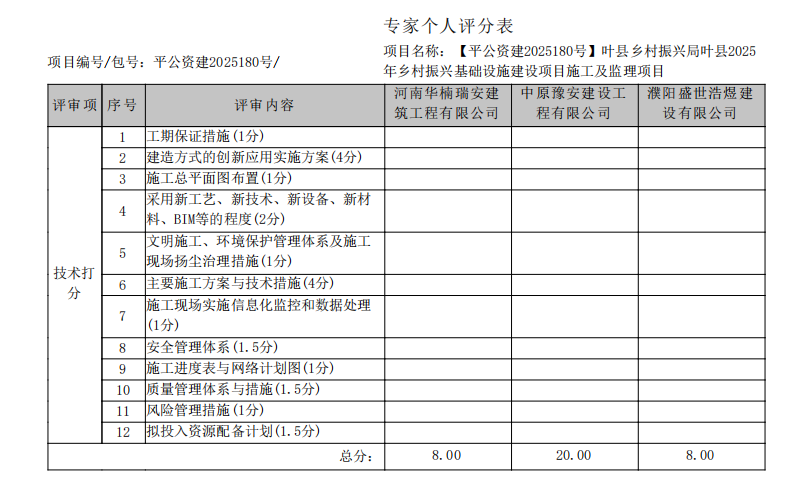 专家个人评分表
项目编号/包号: 平公资建2025180号/
项目名称: 【平公资建2025180号】叶县乡村振兴局叶县2025
年乡村振兴基础设施建设项目施工及监理项目
评审项 序号 评审内容 河南华楠瑞安建筑工程有限公司 中原豫安建设工程有限公司 濮阳盛世浩煜建设有限公司
技术打分
1 工期保证措施(1分)
2 建造方式的创新应用实施方案(4分)
3 施工总平面图布置(1分)
4 采用新工艺、新技术、新设备、新材
料、BIM等的程度(2分)
5 文明施工、环境保护管理体系及施工
现场扬尘治理措施(1分)
6 主要施工方案与技术措施(4分)
7 施工现场实施信息化监控和数据处理
(1分)
8 安全管理体系(1.5分)
9 施工进度表与网络计划图(1分)
10 质量管理体系与措施(1.5分)
11 风险管理措施(1分)
12 拟投入资源配备计划(1.5分)
总分: 8.00 20.00 8.00